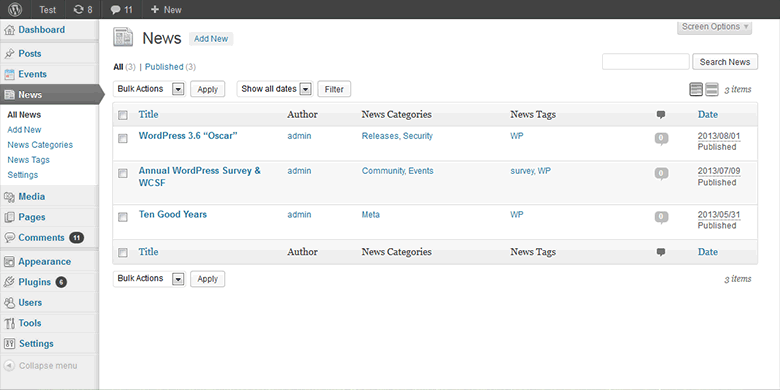 Test 8 11 + New
Screen Options
Dashboard
Posts
Events
News
All News
Add New
News Categories
News Tags
Settings
Media
Pages
Comments 11
Appearance
Plugins 6
Users
Tools
Settings
Collapse menu
News Add New
All (3) | Published (3)
Search News
Bulk Actions Apply Show all dates Filter 3 items
Title Author News Categories News Tags Date
WordPress 3.6 “Oscar” admin Releases, Security WP 0 2013/08/01
Published
Annual WordPress Survey & admin Community, Events survey, WP 0 2013/07/09
WCSF Published
Ten Good Years admin Meta WP 0 2013/05/31
Published
Title Author News Categories News Tags Date
Bulk Actions Apply 3 items